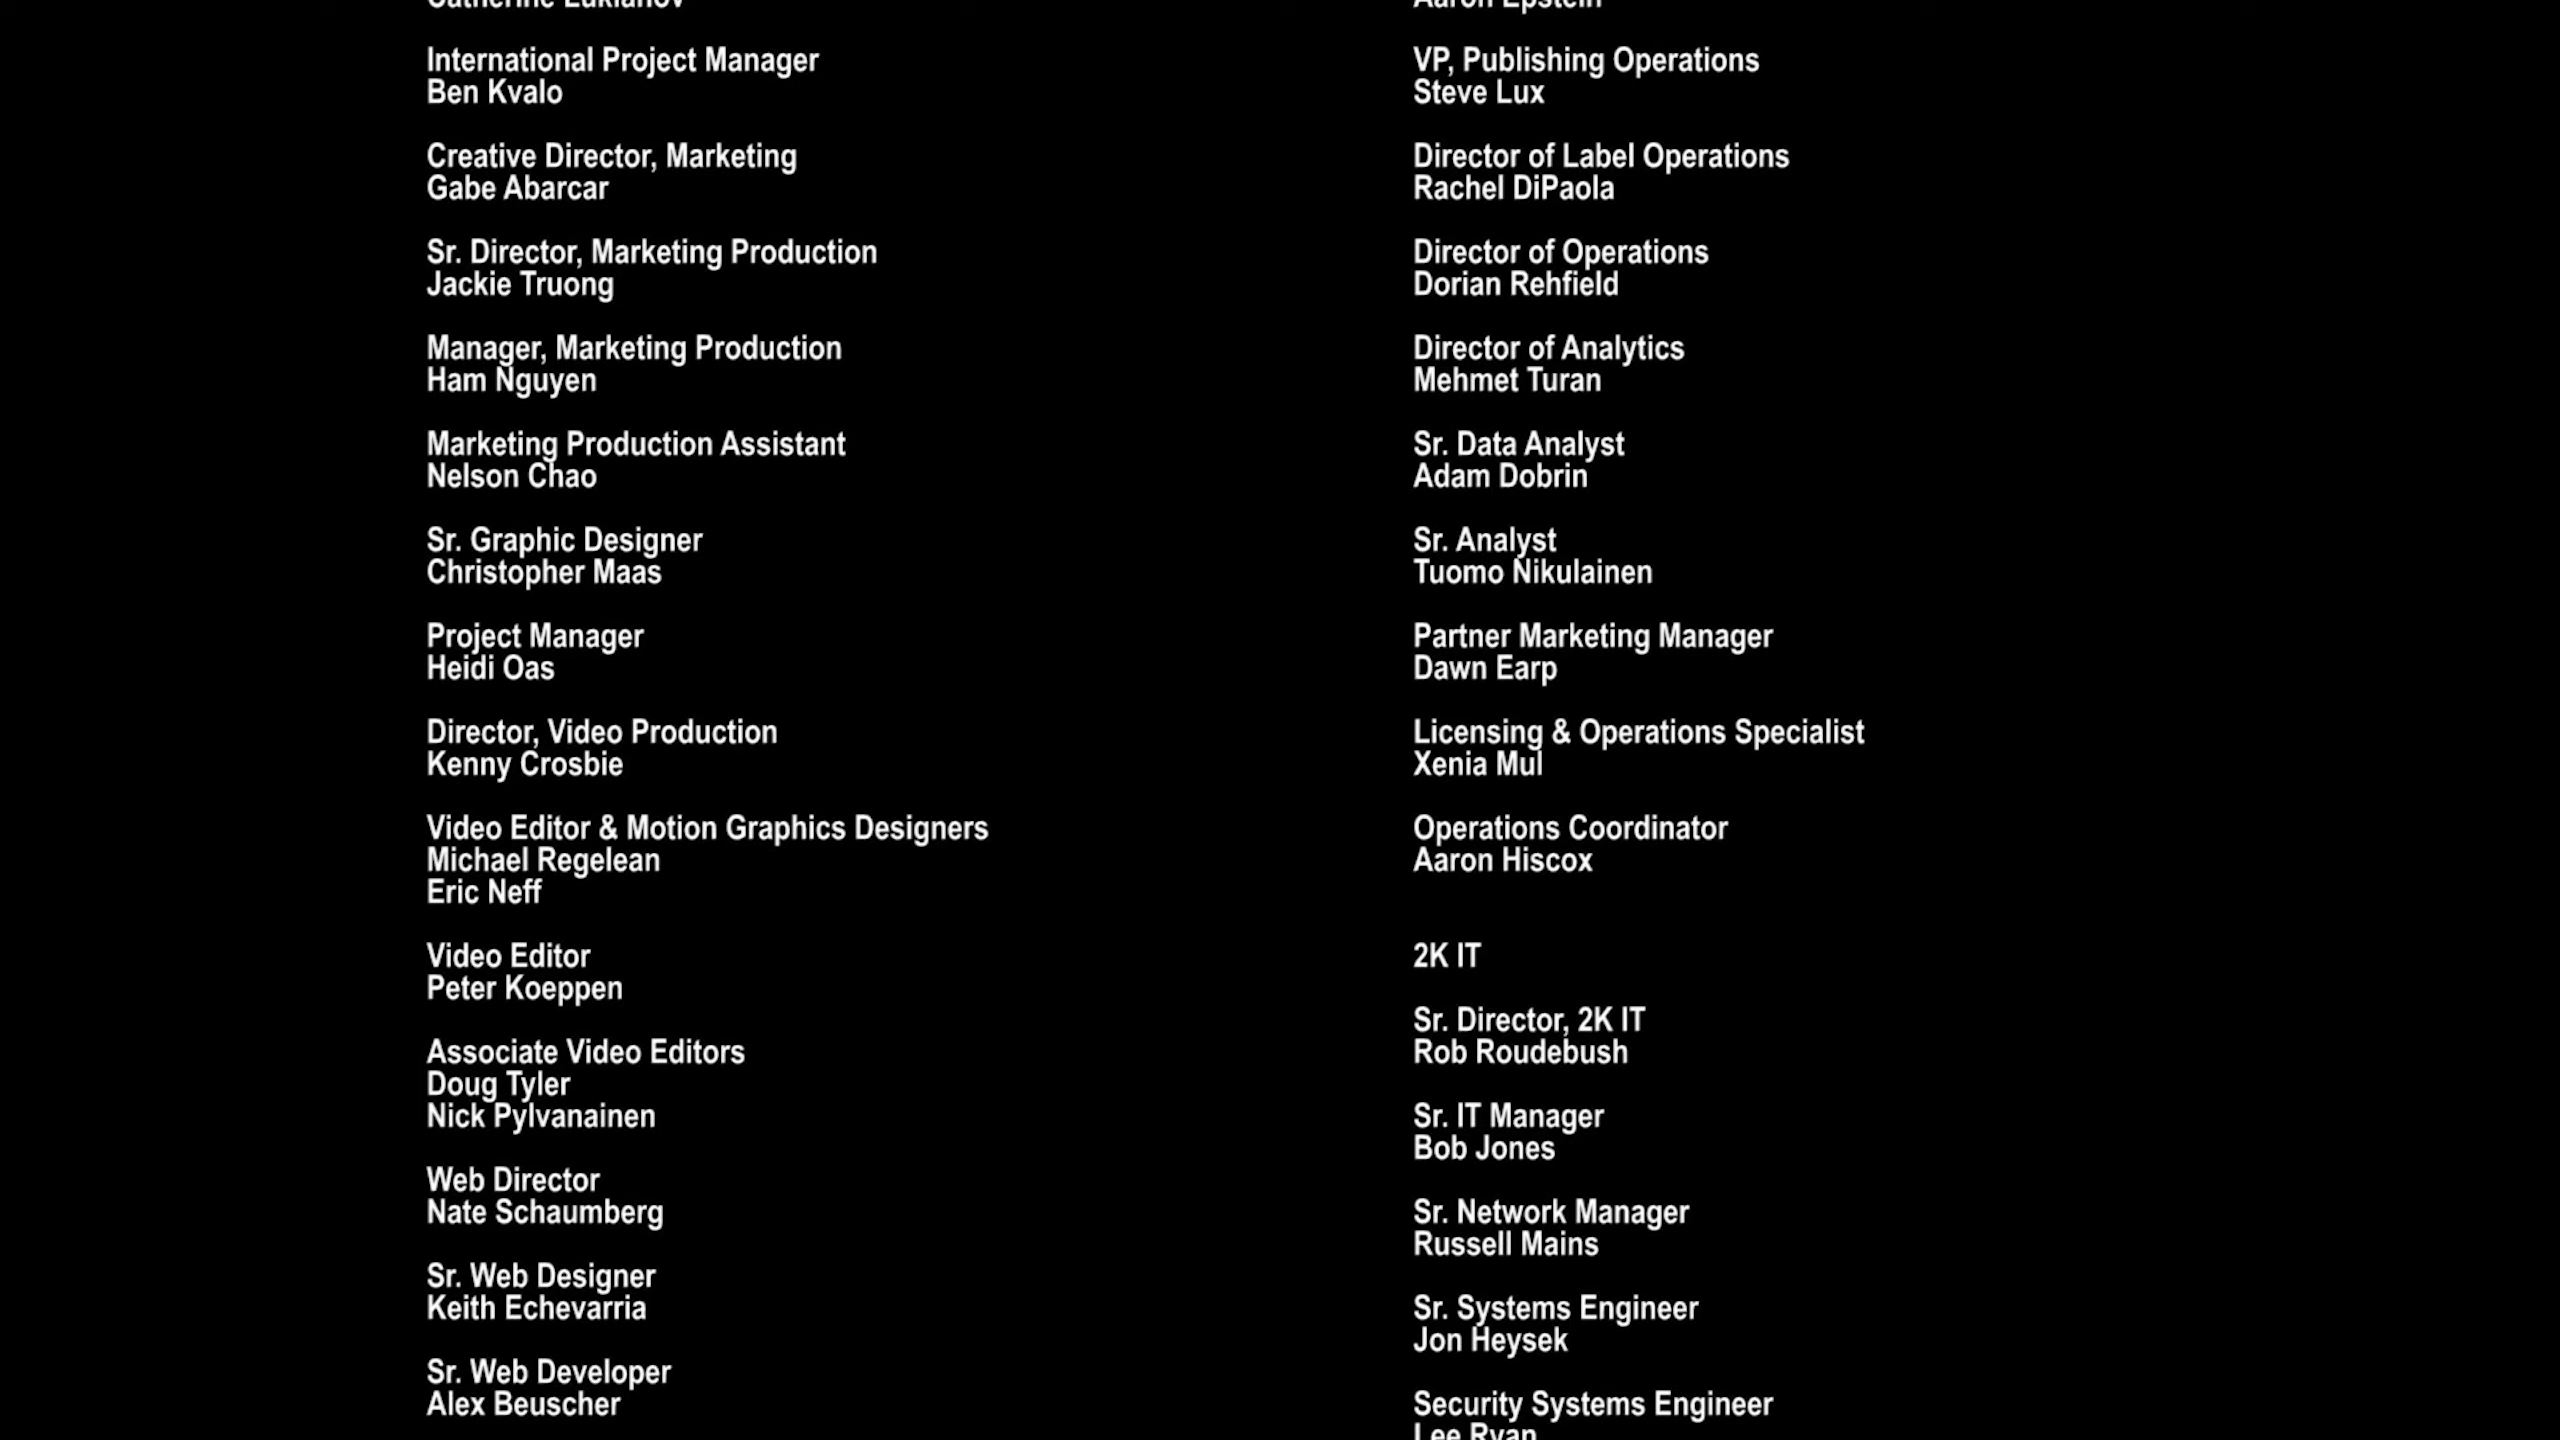 Catherine Lukianov
International Project Manager
Ben Kvalo
Creative Director, Marketing
Gabe Abarcar
Sr. Director, Marketing Production
Jackie Truong
Manager, Marketing Production
Ham Nguyen
Marketing Production Assistant
Nelson Chao
Sr. Graphic Designer
Christopher Maas
Project Manager
Heidi Oas
Director, Video Production
Kenny Crosbie
Video Editor & Motion Graphics Designers
Michael Regelean
Eric Neff
Video Editor
Peter Koeppen
Associate Video Editors
Doug Tyler
Nick Pylvanainen
Web Director
Nate Schaumberg
Sr. Web Designer
Keith Echevarria
Sr. Web Developer
Alex Beuscher
Aaron Epstein
VP, Publishing Operations
Steve Lux
Director of Label Operations
Rachel DiPaola
Director of Operations
Dorian Rehfield
Director of Analytics
Mehmet Turan
Sr. Data Analyst
Adam Dobrin
Sr. Analyst
Tuomo Nikulainen
Partner Marketing Manager
Dawn Earp
Licensing & Operations Specialist
Xenia Mul
Operations Coordinator
Aaron Hiscox
2K IT
Sr. Director, 2K IT
Rob Roudebush
Sr. IT Manager
Bob Jones
Sr. Network Manager
Russell Mains
Sr. Systems Engineer
Jon Heysek
Security Systems Engineer
Lee Ryan